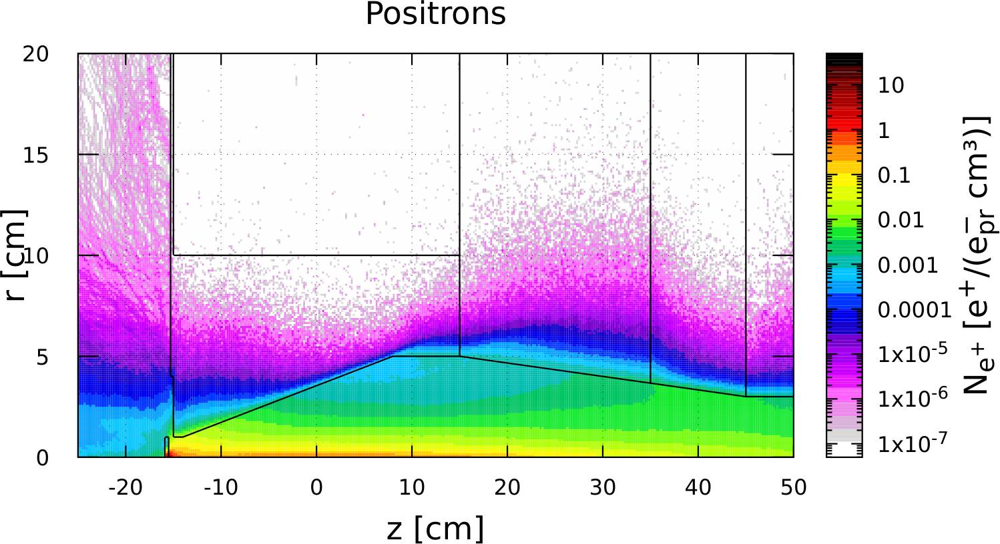 Positrons
20
15
10
5
0
r [cm]
-20 -10 0 10 20 30 40 50
z [cm]
10
1
0.1
0.01
0.001
0.0001
1x10⁻⁵
1x10⁻⁶
1x10⁻⁷
Nₑ⁺ [e⁺/(e⁻pr cm³)]